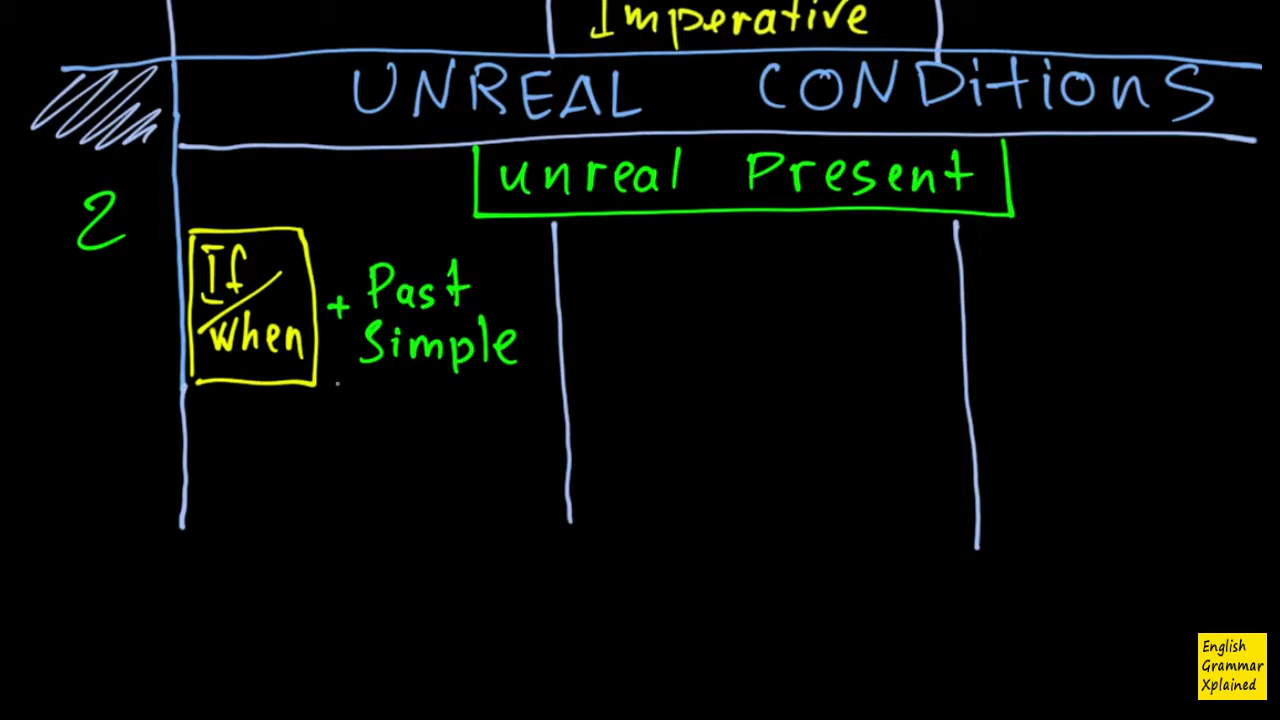 Imperative
UNREAL CONDitionS
unreal Present
2
If
When
+ Past
Simple
English
Grammar
Xplained